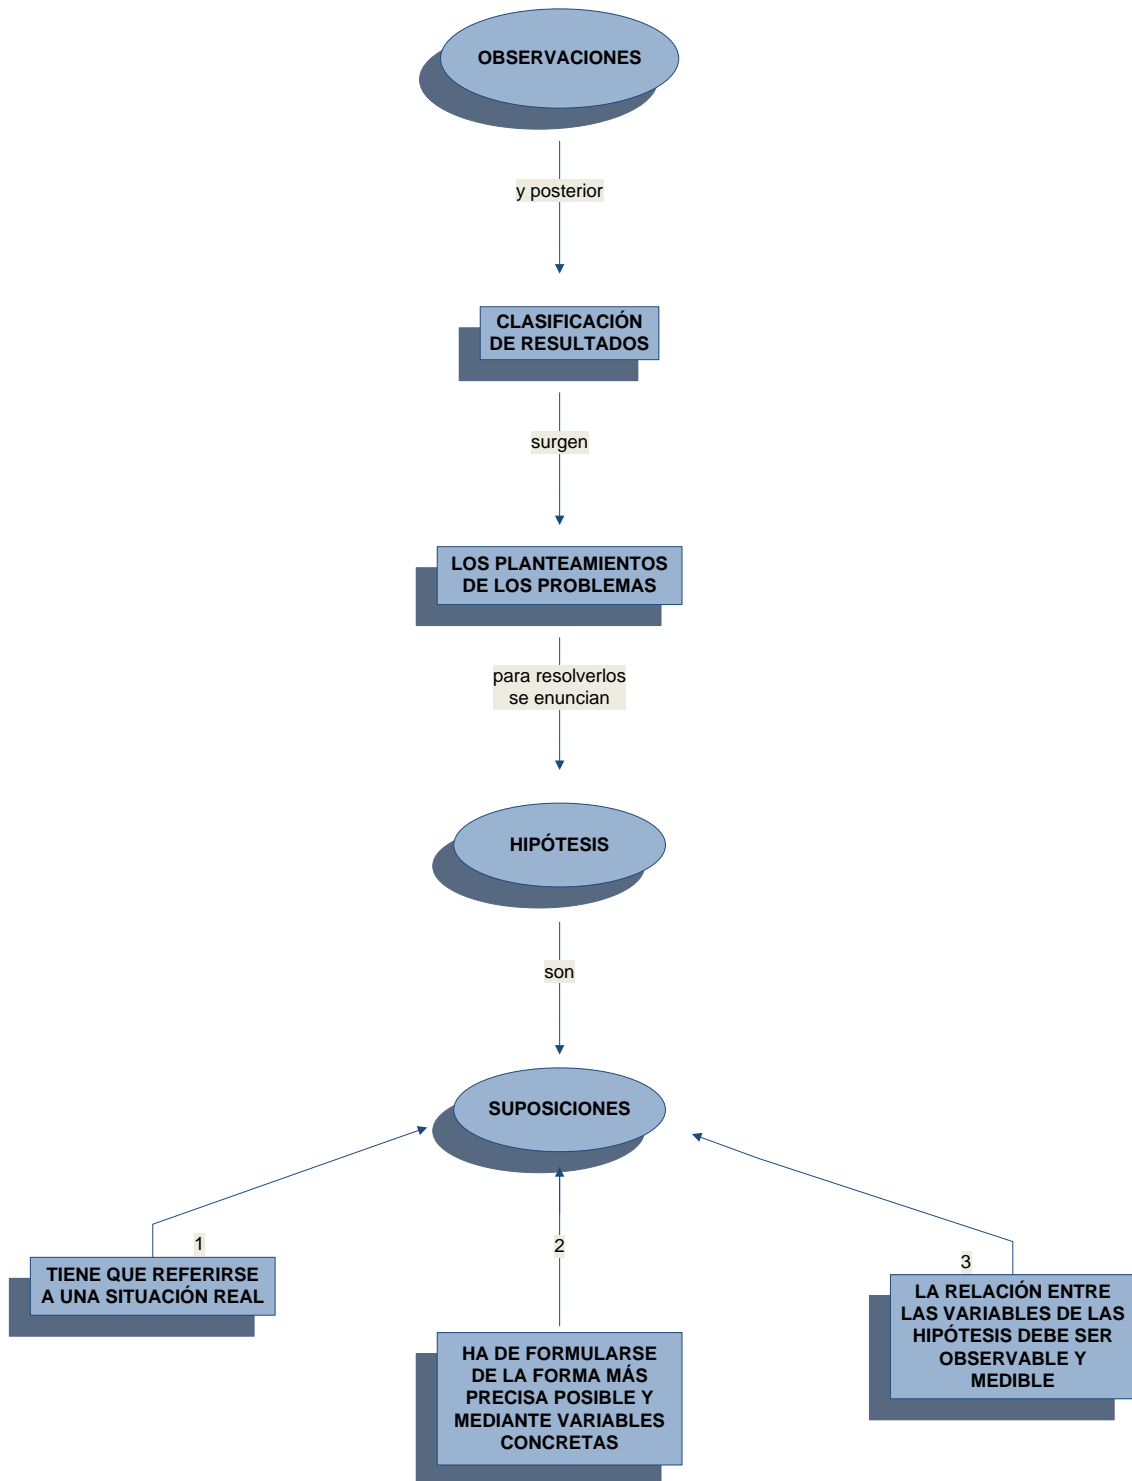 OBSERVACIONES
y posterior
CLASIFICACIÓN
DE RESULTADOS
surgen
LOS PLANTEAMIENTOS
DE LOS PROBLEMAS
para resolverlos
se enuncian
HIPÓTESIS
son
SUPOSICIONES
1
TIENE QUE REFERIRSE
A UNA SITUACIÓN REAL
2
HA DE FORMULARSE
DE LA FORMA MÁS
PRECISA POSIBLE Y
MEDIANTE VARIABLES
CONCRETAS
3
LA RELACIÓN ENTRE
LAS VARIABLES DE LAS
HIPÓTESIS DEBE SER
OBSERVABLE Y
MEDIBLE